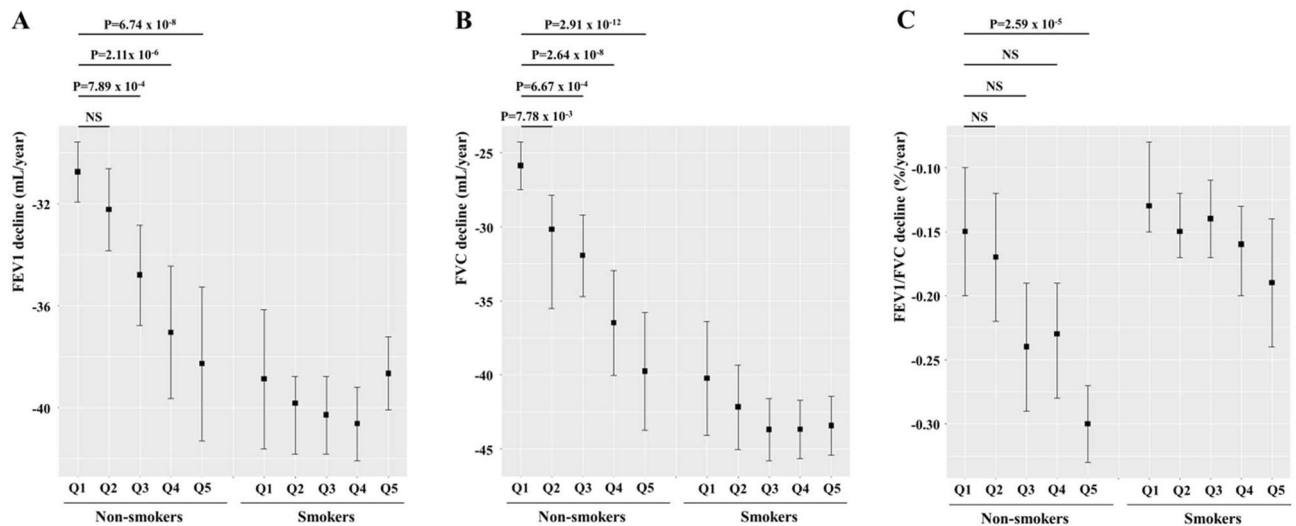 A
P=6.74 x 10-8
P=2.11x 10-6
P=7.89 x 10-4
NS
FEV1 decline (mL/year)
-32
-36
-40
Q1 Q2 Q3 Q4 Q5 Q1 Q2 Q3 Q4 Q5
Non-smokers Smokers
B
P=2.91 x 10-12
P=2.64 x 10-8
P=6.67 x 10-4
P=7.78 x 10-3
FVC decline (mL/year)
-25
-30
-35
-40
-45
Q1 Q2 Q3 Q4 Q5 Q1 Q2 Q3 Q4 Q5
Non-smokers Smokers
C
P=2.59 x 10-5
NS
NS
NS
FEV1/FVC decline (%/year)
-0.10
-0.15
-0.20
-0.25
-0.30
Q1 Q2 Q3 Q4 Q5 Q1 Q2 Q3 Q4 Q5
Non-smokers Smokers